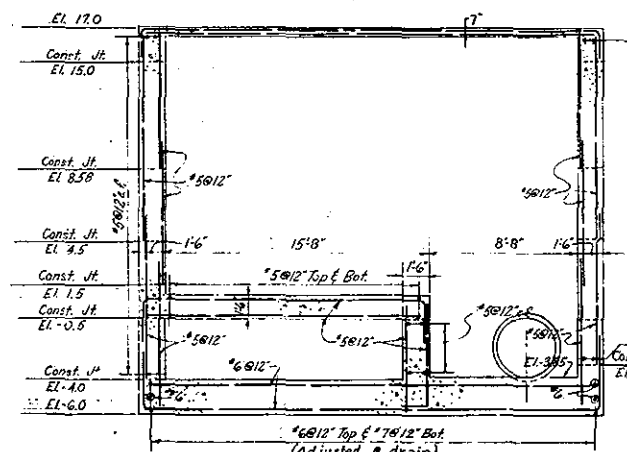 El. 17.0
7"
Const. Jt.
El. 15.0
Const. Jt.
El. 8.58
#5@12"
#5@12" e.f.
#5@12"
Const. Jt.
El. 4.5
1'-6"
15'-8"
8'-8"
1'-6"
#5@12" Top & Bot.
1'-6"
Const. Jt.
El. 1.5
Const. Jt.
El. -0.6
#5@12"
#5@12"
#5@12" e.f.
#5@12"
#6@12"
Const. Jt
El. -4.0
El. -6.0
#6
#6
#6@12" Top & #7@12" Bot.
(Adjusted @ drain)